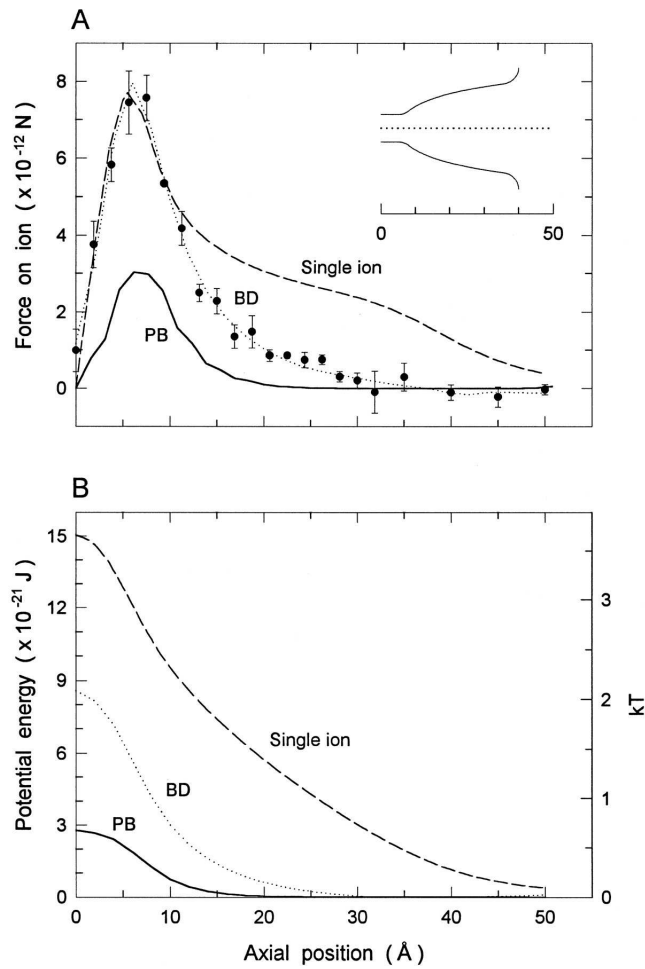 A
Force on ion ( x 10⁻¹² N )
8
6
4
2
0
Single ion
BD
PB
0 50
B
Potential energy ( x 10⁻²¹ J )
15
12
9
6
3
0
Single ion
BD
PB
3
2
1
0
kT
0 10 20 30 40 50
Axial position (Å)